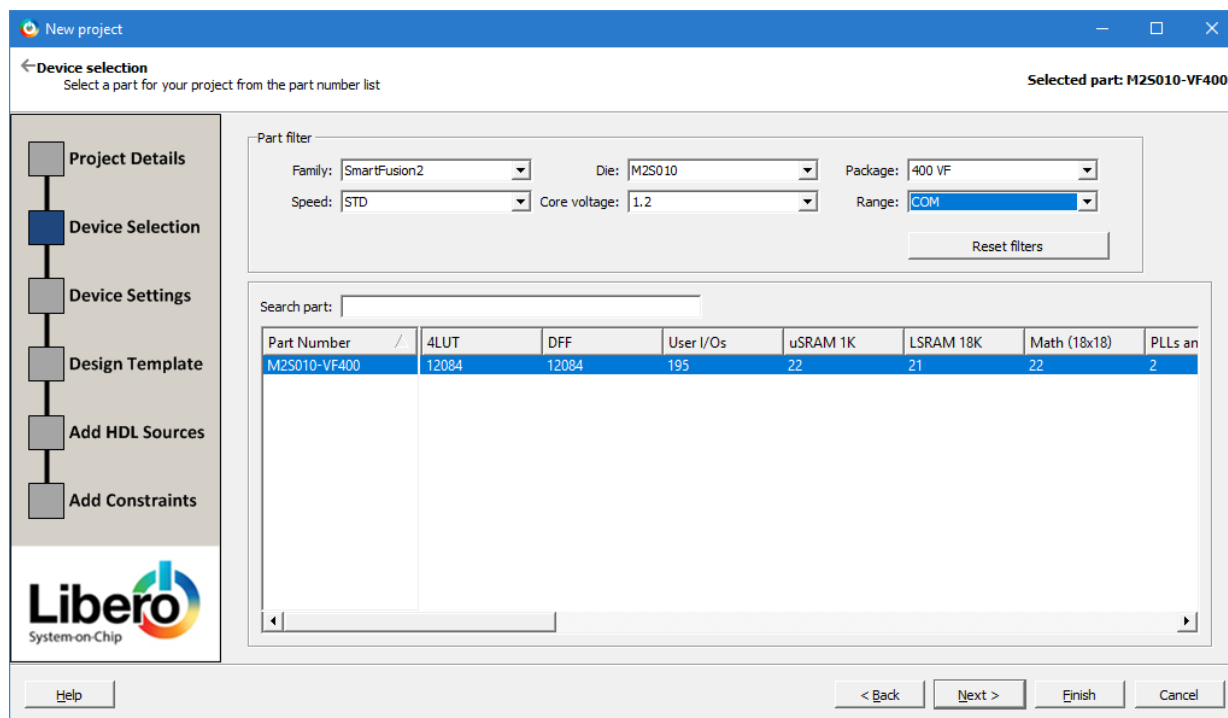 New project
Device selection
Select a part for your project from the part number list
Selected part: M2S010-VF400
Project Details
Device Selection
Device Settings
Design Template
Add HDL Sources
Add Constraints
Libero
System-on-Chip
Part filter
Family: SmartFusion2 Die: M2S010 Package: 400 VF
Speed: STD Core voltage: 1.2 Range: COM
Reset filters
Search part:
Part Number 4LUT DFF User I/Os uSRAM 1K LSRAM 18K Math (18x18) PLLs an
M2S010-VF400 12084 12084 195 22 21 22 2
Help < Back Next > Finish Cancel